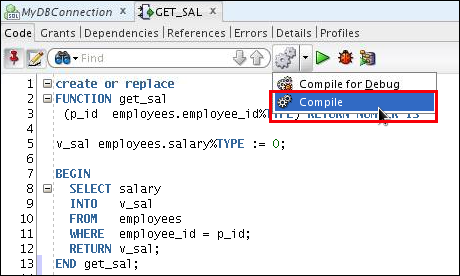 MyDBConnection GET_SAL
Code Grants Dependencies References Errors Details Profiles
Find
Compile for Debug
Compile
1 create or replace
2 FUNCTION get_sal
3 (p_id employees.employee_id%TYPE) RETURN NUMBER IS
4
5 v_sal employees.salary%TYPE := 0;
6
7 BEGIN
8 SELECT salary
9 INTO v_sal
10 FROM employees
11 WHERE employee_id = p_id;
12 RETURN v_sal;
13 END get_sal;